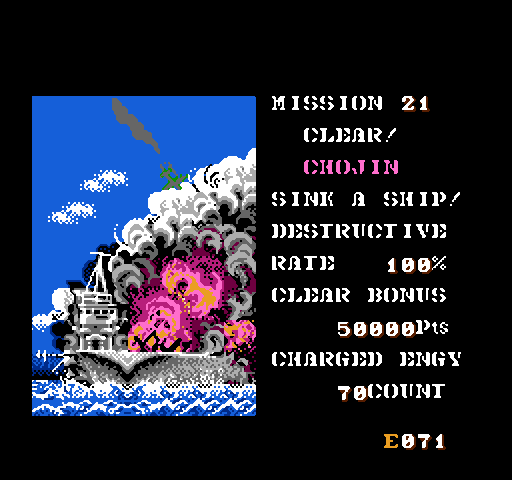 MISSION 21
CLEAR!
CHOJIN
SINK A SHIP!
DESTRUCTIVE
RATE 100%
CLEAR BONUS
50000Pts
CHARGED ENGY
70COUNT
E071